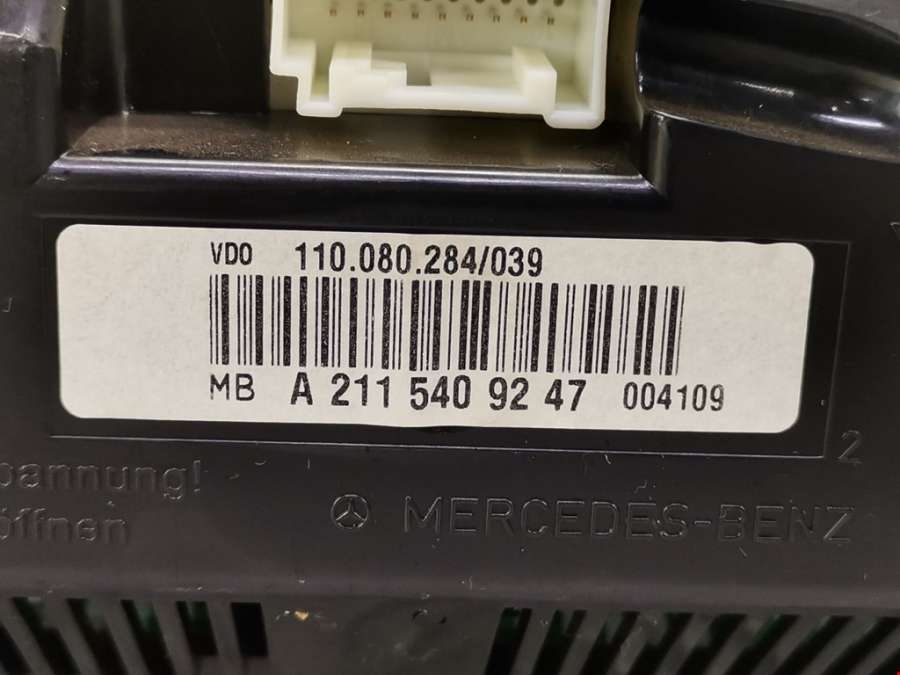 VDO 110.080.284/039
MB A 211 540 92 47 004109
2
pannung!
öffnen
MERCEDES-BENZ